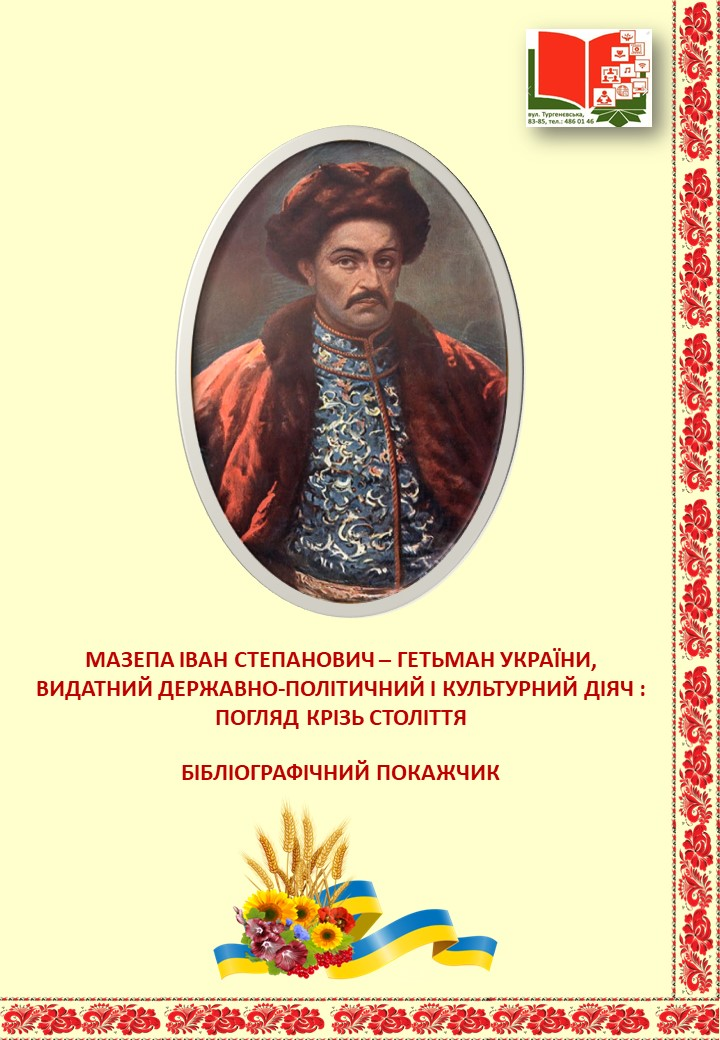 вул. Тургенєвська,
83-85, тел.: 486 01 46
МАЗЕПА ІВАН СТЕПАНОВИЧ – ГЕТЬМАН УКРАЇНИ,
ВИДАТНИЙ ДЕРЖАВНО-ПОЛІТИЧНИЙ І КУЛЬТУРНИЙ ДІЯЧ :
ПОГЛЯД КРІЗЬ СТОЛІТТЯ
БІБЛІОГРАФІЧНИЙ ПОКАЖЧИК